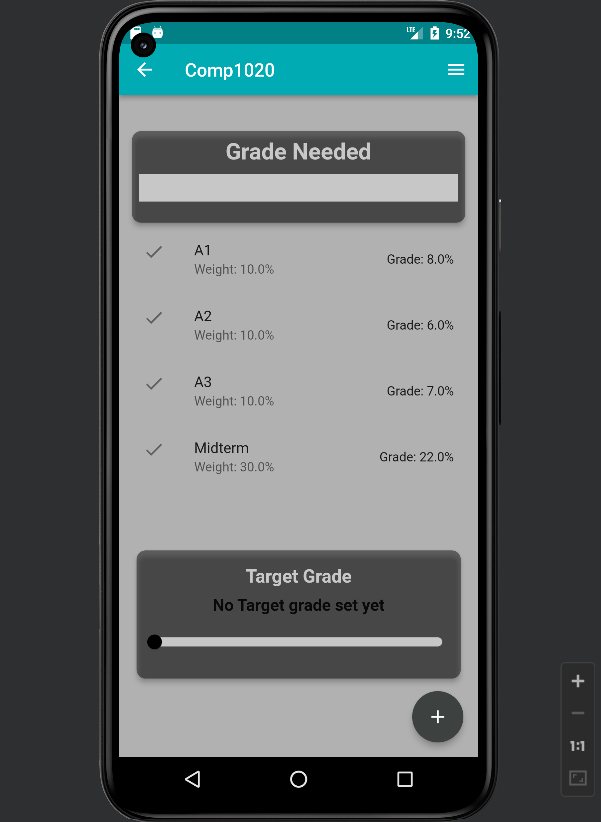 LTE 9:52
Comp1020
Grade Needed
A1
Weight: 10.0%
Grade: 8.0%
A2
Weight: 10.0%
Grade: 6.0%
A3
Weight: 10.0%
Grade: 7.0%
Midterm
Weight: 30.0%
Grade: 22.0%
Target Grade
No Target grade set yet
1:1